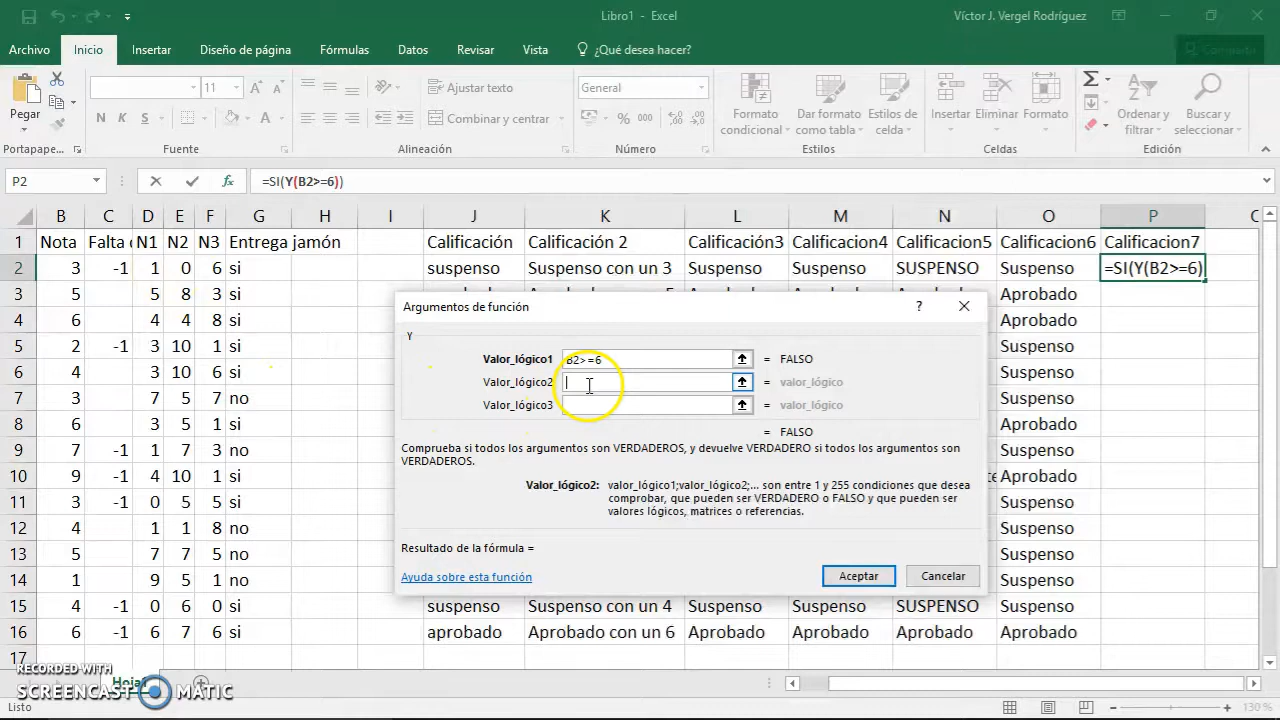 Libro1 - Excel
Víctor J. Vergel Rodríguez
Archivo Inicio Insertar Diseño de página Fórmulas Datos Revisar Vista ¿Qué desea hacer? Compartir
Pegar
11
Ajustar texto
General
N K S
Combinar y centrar
% 000
Formato condicional
Dar formato como tabla
Estilos de celda
Insertar Eliminar Formato
Ordenar y filtrar
Buscar y seleccionar
Portapape... Fuente Alineación Número Estilos Celdas Edición
P2 fx =SI(Y(B2>=6))
B C D E F G H I J K L M N O P
1 Nota Falta N1 N2 N3 Entrega jamón Calificación Calificación 2 Calificación3 Calificacion4 Calificacion5 Calificacion6 Calificacion7
2 3 -1 1 0 6 si suspenso Suspenso con un 3 Suspenso Suspenso SUSPENSO Suspenso =SI(Y(B2>=6)
3 5 5 8 3 si Aprobado
4 6 4 4 8 si Aprobado
5 2 -1 3 10 1 si Suspenso
6 4 3 10 6 si Suspenso
7 3 7 5 7 no Suspenso
8 6 3 5 1 si Aprobado
9 7 -1 1 7 3 no Suspenso
10 9 -1 4 10 1 si Aprobado
11 3 -1 0 5 5 si Suspenso
12 4 1 1 8 no Suspenso
13 5 7 7 5 no Suspenso
14 1 9 5 1 no Suspenso
15 4 -1 0 6 0 si suspenso Suspenso con un 4 Suspenso Suspenso SUSPENSO Suspenso
16 6 -1 6 7 6 si aprobado Aprobado con un 6 Aprobado Aprobado Aprobado Aprobado
17
Argumentos de función ?
Y
Valor_lógico1 B2>=6 = FALSO
Valor_lógico2 = valor_lógico
Valor_lógico3 = valor_lógico
= FALSO
Comprueba si todos los argumentos son VERDADEROS, y devuelve VERDADERO si todos los argumentos son
VERDADEROS.
Valor_lógico2: valor_lógico1;valor_lógico2;... son entre 1 y 255 condiciones que desea
comprobar, que pueden ser VERDADERO o FALSO y que pueden ser
valores lógicos, matrices o referencias.
Resultado de la fórmula =
Ayuda sobre esta función
Aceptar Cancelar
RECORDED WITH
SCREENCAST MATIC
Listo
130 %